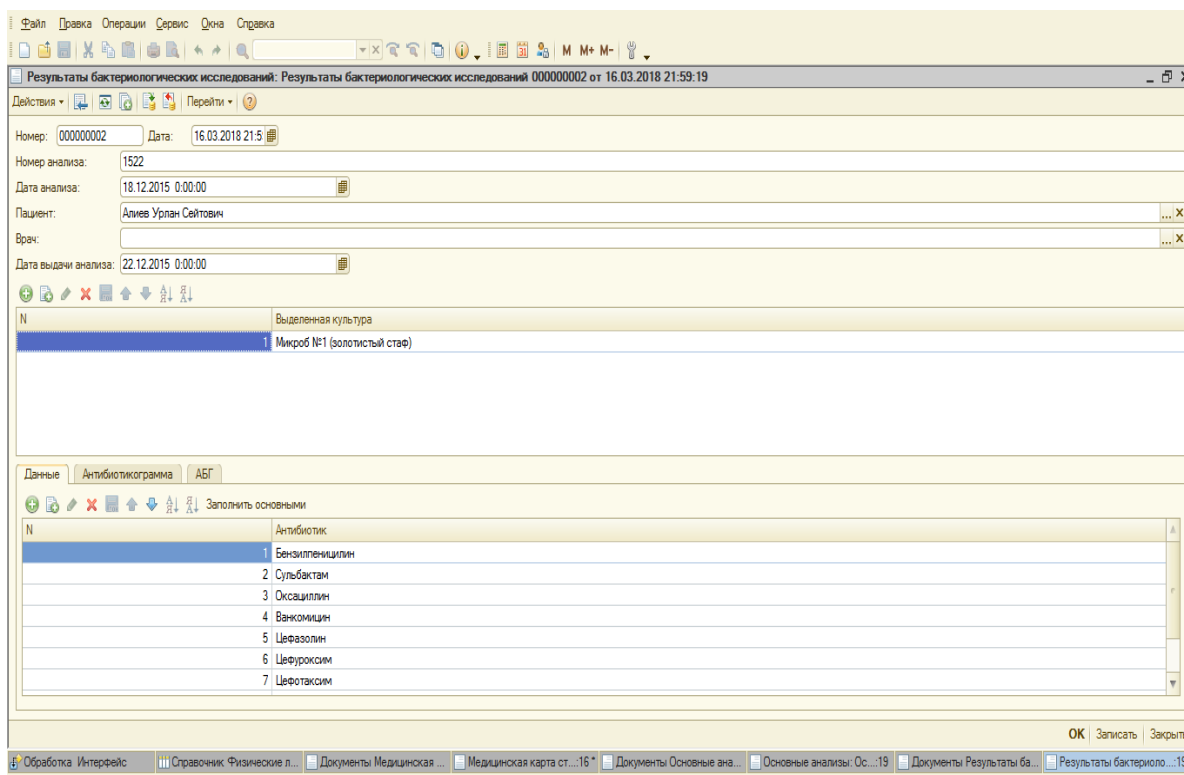 Файл Правка Операции Сервис Окна Справка
M M+ M-
Результаты бактериологических исследований: Результаты бактериологических исследований 000000002 от 16.03.2018 21:59:19
Действия Перейти
Номер: 000000002 Дата: 16.03.2018 21:5
Номер анализа: 1522
Дата анализа: 18.12.2015 0:00:00
Пациент: Алиев Урлан Сейтович ... X
Врач: ... X
Дата выдачи анализа: 22.12.2015 0:00:00
N Выделенная культура
1 Микроб №1 (золотистый стаф)
Данные Антибиотикограмма АБГ
Заполнить основными
N Антибиотик
1 Бензилпеницилин
2 Сульбактам
3 Оксациллин
4 Ванкомицин
5 Цефазолин
6 Цефуроксим
7 Цефотаксим
OK Записать Закрыть
Обработка Интерфейс Справочник Физические л... Документы Медицинская ... Медицинская карта ст...:16 * Документы Основные ана... Основные анализы: Ос...:19 Документы Результаты ба... Результаты бактериоло...:19